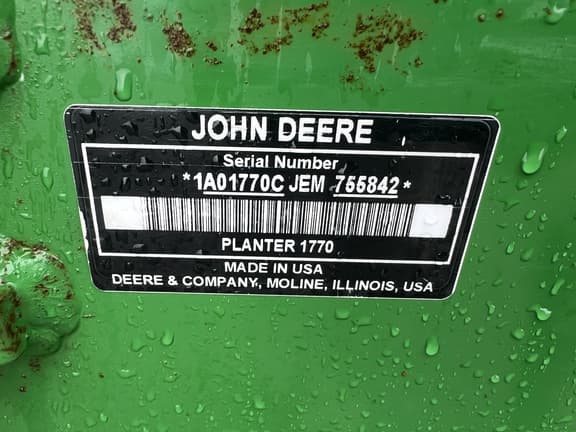 JOHN DEERE
Serial Number
*1A01770C JEM 755842*
PLANTER 1770
MADE IN USA
DEERE & COMPANY, MOLINE, ILLINOIS, USA